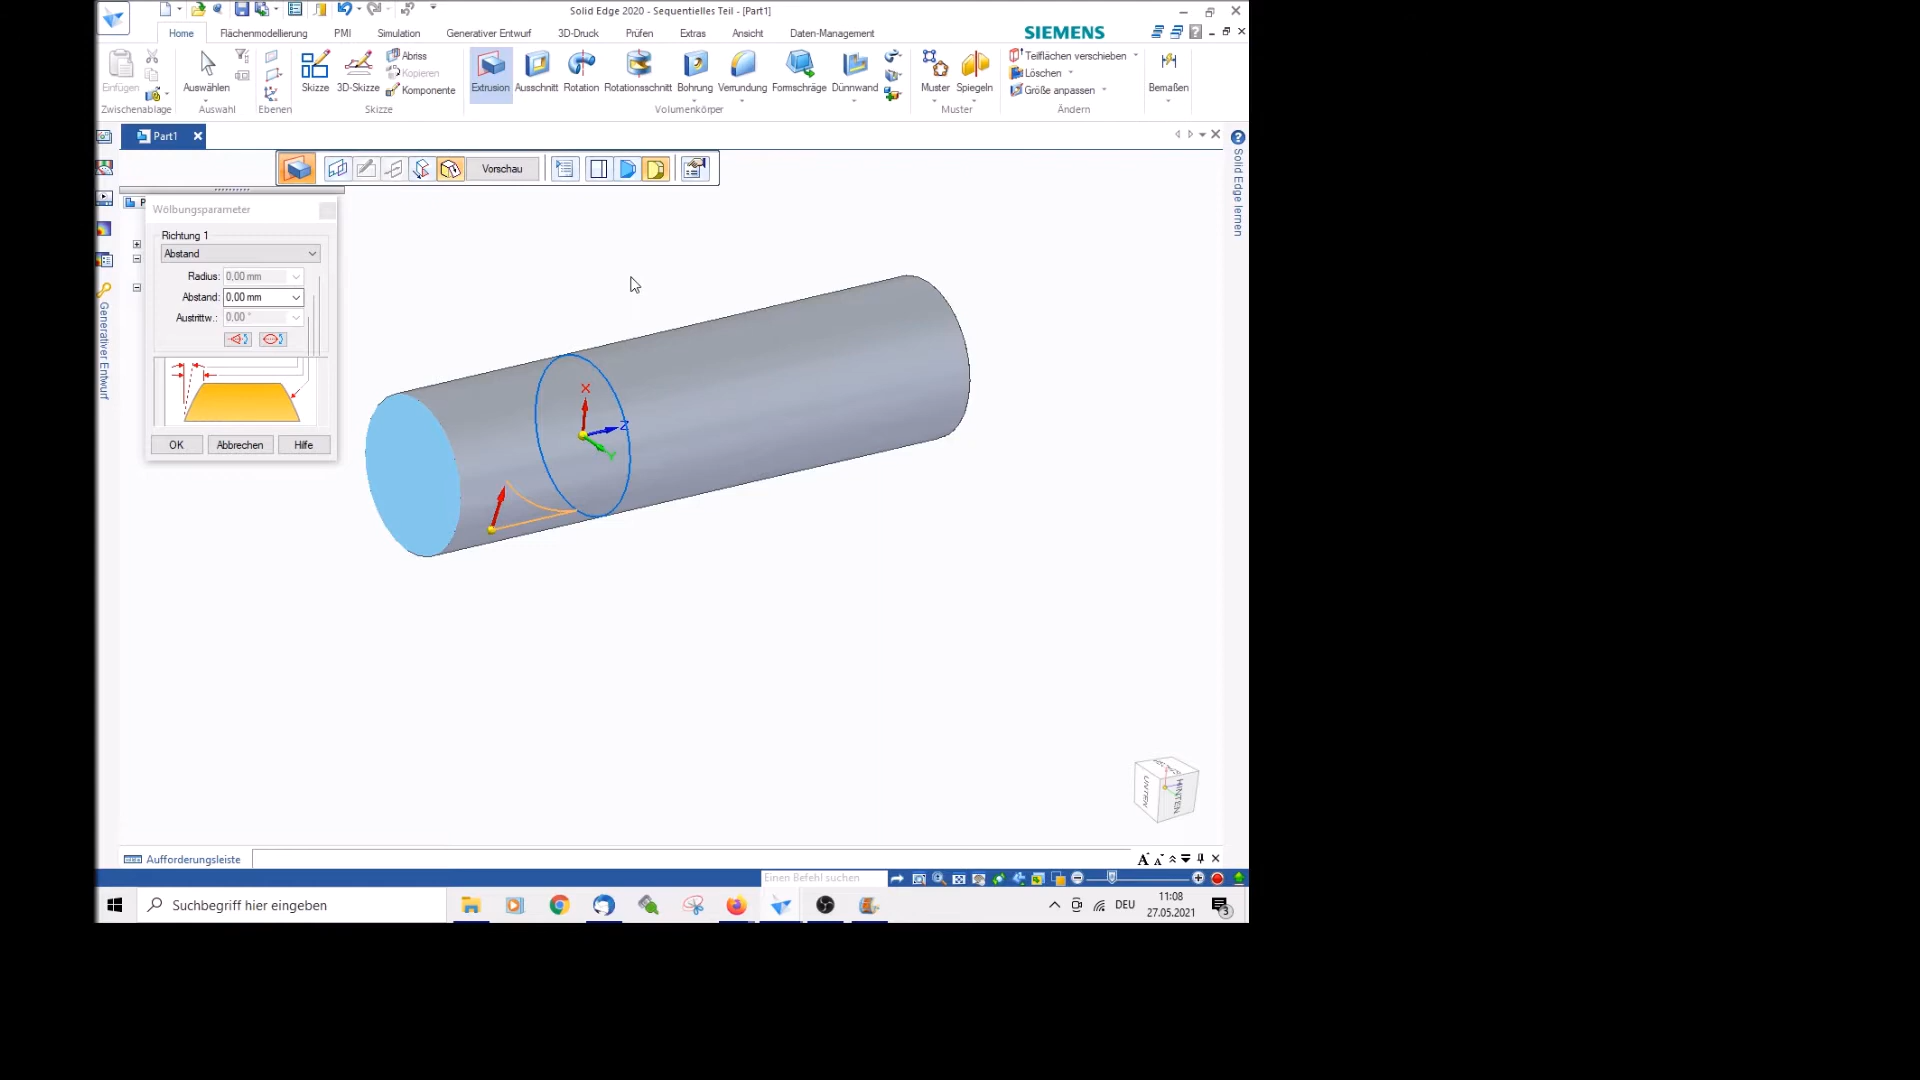 Solid Edge 2020 - Sequentielles Teil - [Part1]
Home Flächenmodellierung PMI Simulation Generativer Entwurf 3D-Druck Prüfen Extras Ansicht Daten-Management SIEMENS
Einfügen
Zwischenablage
Auswählen
Auswahl
Ebenen
Skizze 3D-Skizze
Abriss
Kopieren
Komponente
Skizze
Extrusion Ausschnitt Rotation Rotationsschnitt Bohrung Verrundung Formschräge Dünnwand
Volumenkörper
Muster Spiegeln
Muster
Teilflächen verschieben
Löschen
Größe anpassen
Ändern
Bemaßen
Part1
Vorschau
Solid Edge lernen
P
Wölbungsparameter
Richtung 1
Abstand
Radius: 0,00 mm
Abstand: 0,00 mm
Austrittw.: 0,00 °
OK Abbrechen Hilfe
Generativer Entwurf
X
Z
Y
UNTEN
HINTEN
Aufforderungsleiste
A A
Einen Befehl suchen
Suchbegriff hier eingeben
DEU
11:08
27.05.2021
3